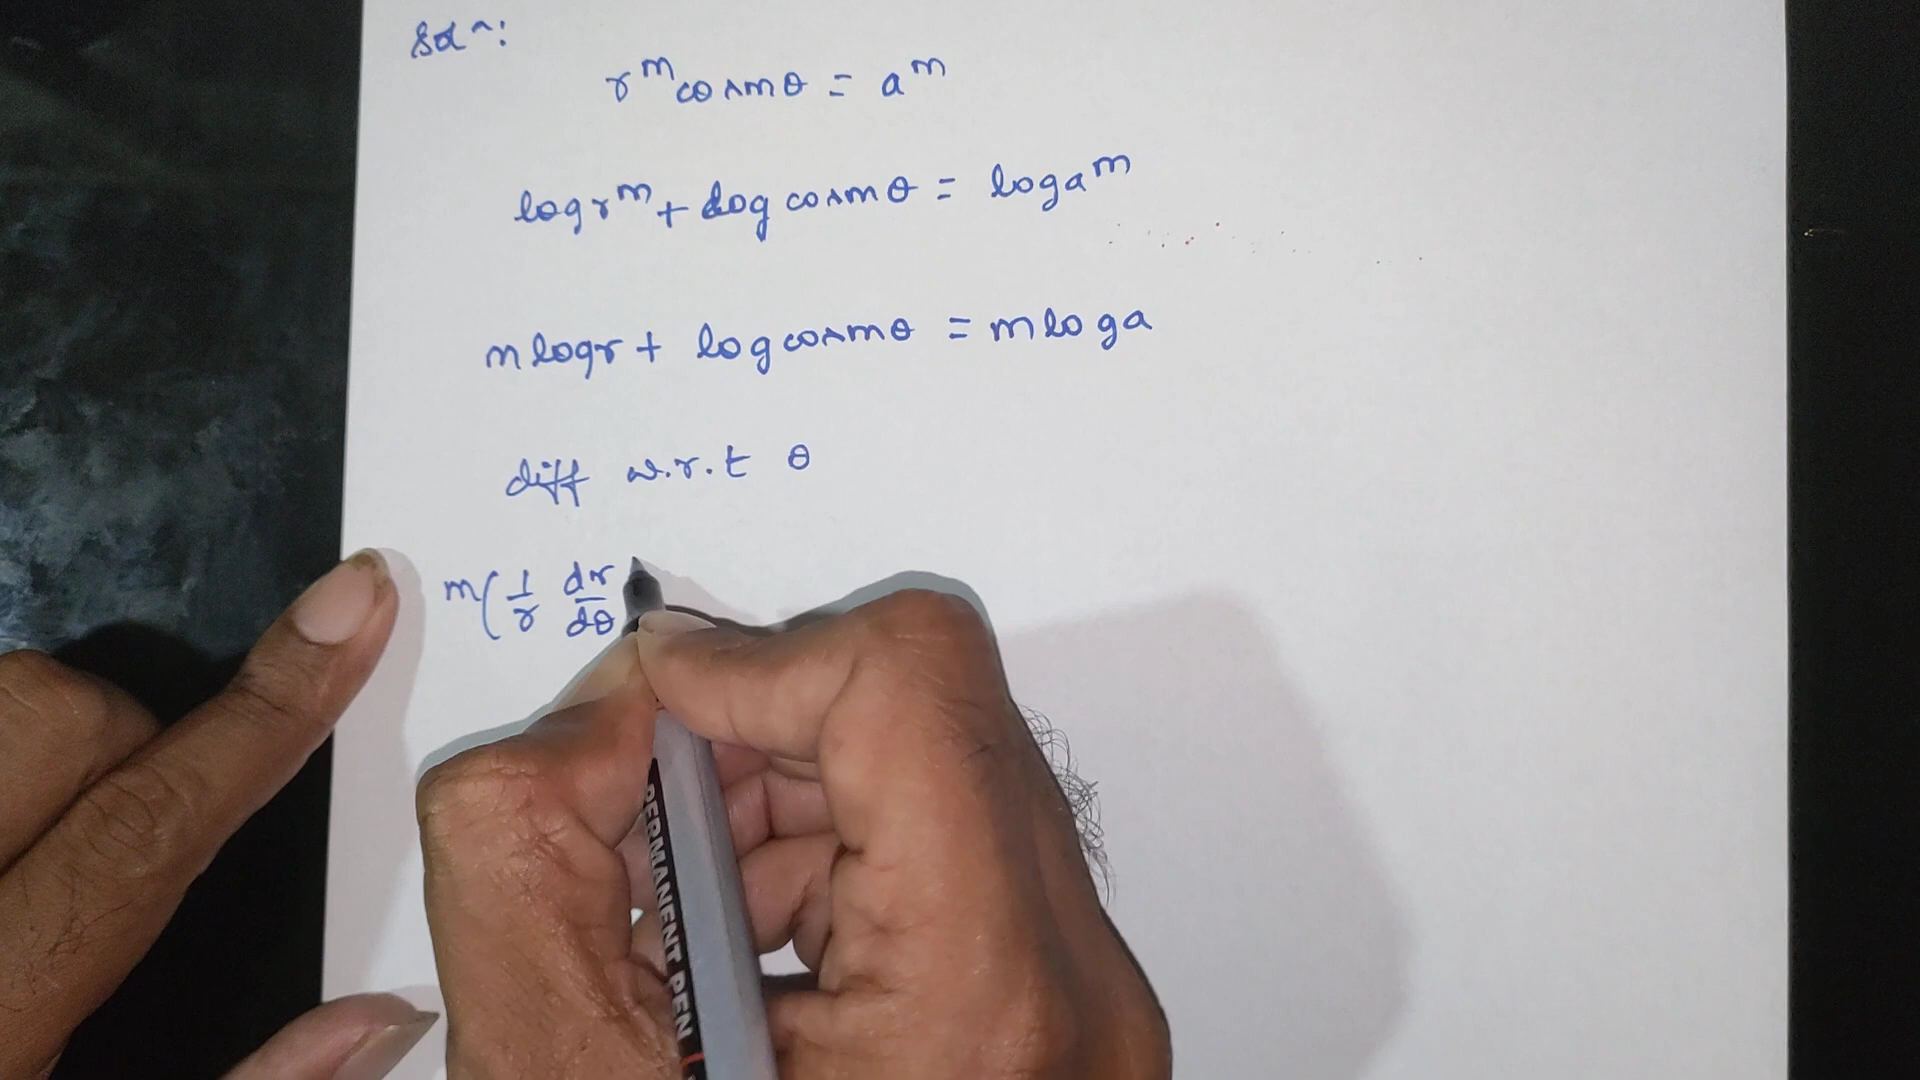 Sol^n:
r^m cos mθ = a^m
log r^m + log cos mθ = log a^m
m log r + log cos mθ = m log a
diff w.r.t θ
m( 1/r dr/dθ
PERMANENT PEN